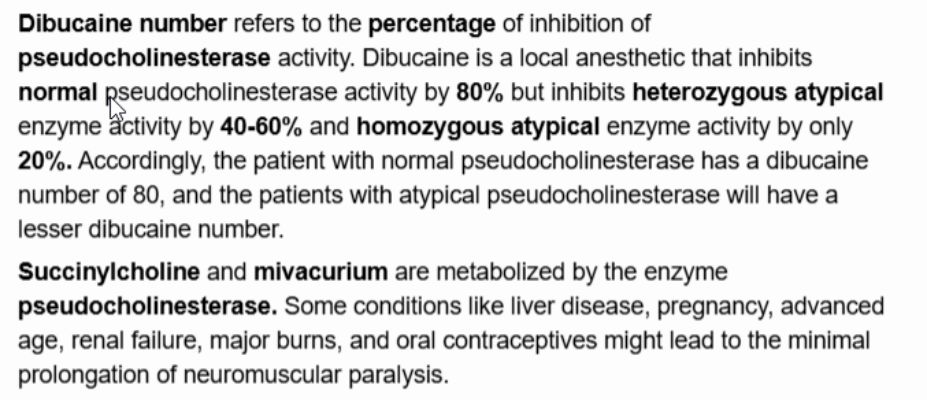 Dibucaine number refers to the percentage of inhibition of
pseudocholinesterase activity. Dibucaine is a local anesthetic that inhibits
normal pseudocholinesterase activity by 80% but inhibits heterozygous atypical
enzyme activity by 40-60% and homozygous atypical enzyme activity by only
20%. Accordingly, the patient with normal pseudocholinesterase has a dibucaine
number of 80, and the patients with atypical pseudocholinesterase will have a
lesser dibucaine number.
Succinylcholine and mivacurium are metabolized by the enzyme
pseudocholinesterase. Some conditions like liver disease, pregnancy, advanced
age, renal failure, major burns, and oral contraceptives might lead to the minimal
prolongation of neuromuscular paralysis.